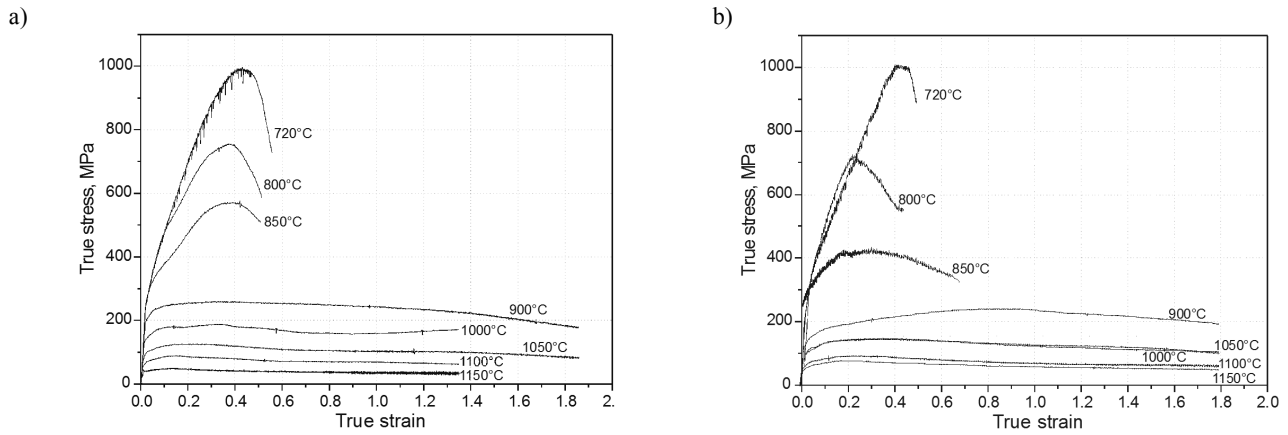 a)
1000
800
600
400
200
0
0.0 0.2 0.4 0.6 0.8 1.0 1.2 1.4 1.6 1.8 2.
True stress, MPa
True strain
720°C
800°C
850°C
900°C
1000°C
1050°C
1100°C
1150°C
b)
1000
800
600
400
200
0
0.0 0.2 0.4 0.6 0.8 1.0 1.2 1.4 1.6 1.8 2.0
True stress, MPa
True strain
720°C
800°C
850°C
900°C
1050°C
1000°C
1100°C
1150°C